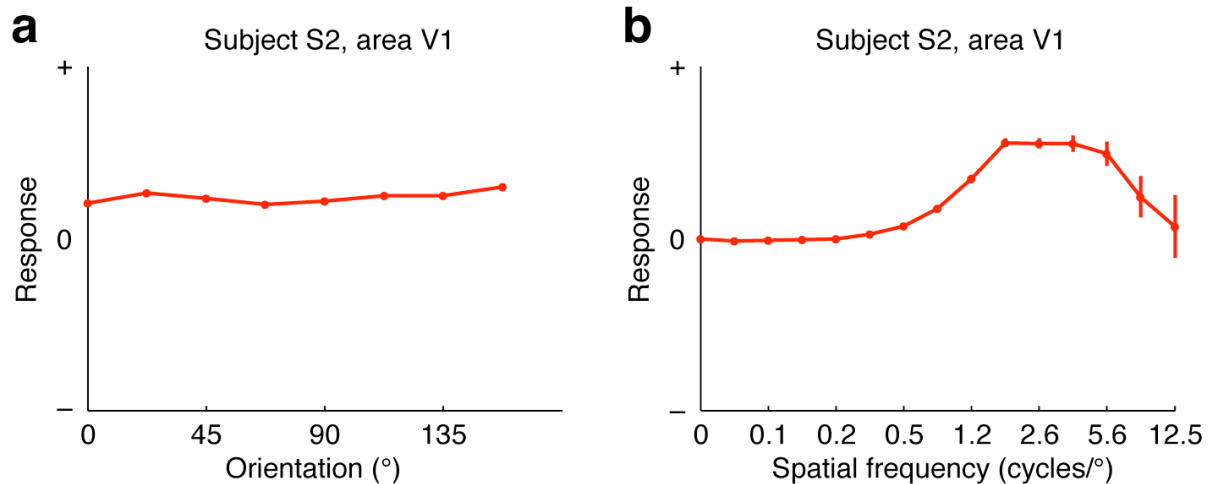 a
Subject S2, area V1
+
0
–
Response
0 45 90 135
Orientation (°)
b
Subject S2, area V1
+
0
–
Response
0 0.1 0.2 0.5 1.2 2.6 5.6 12.5
Spatial frequency (cycles/°)